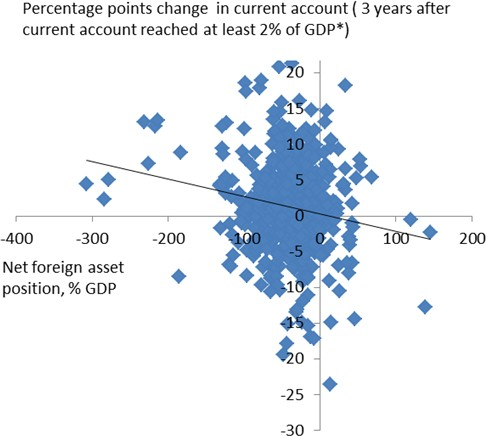 Percentage points change in current account ( 3 years after
current account reached at least 2% of GDP*)
20
15
10
5
0
-400 -300 -200 -100 0 100 200
-5
Net foreign asset
position, % GDP
-10
-15
-20
-25
-30